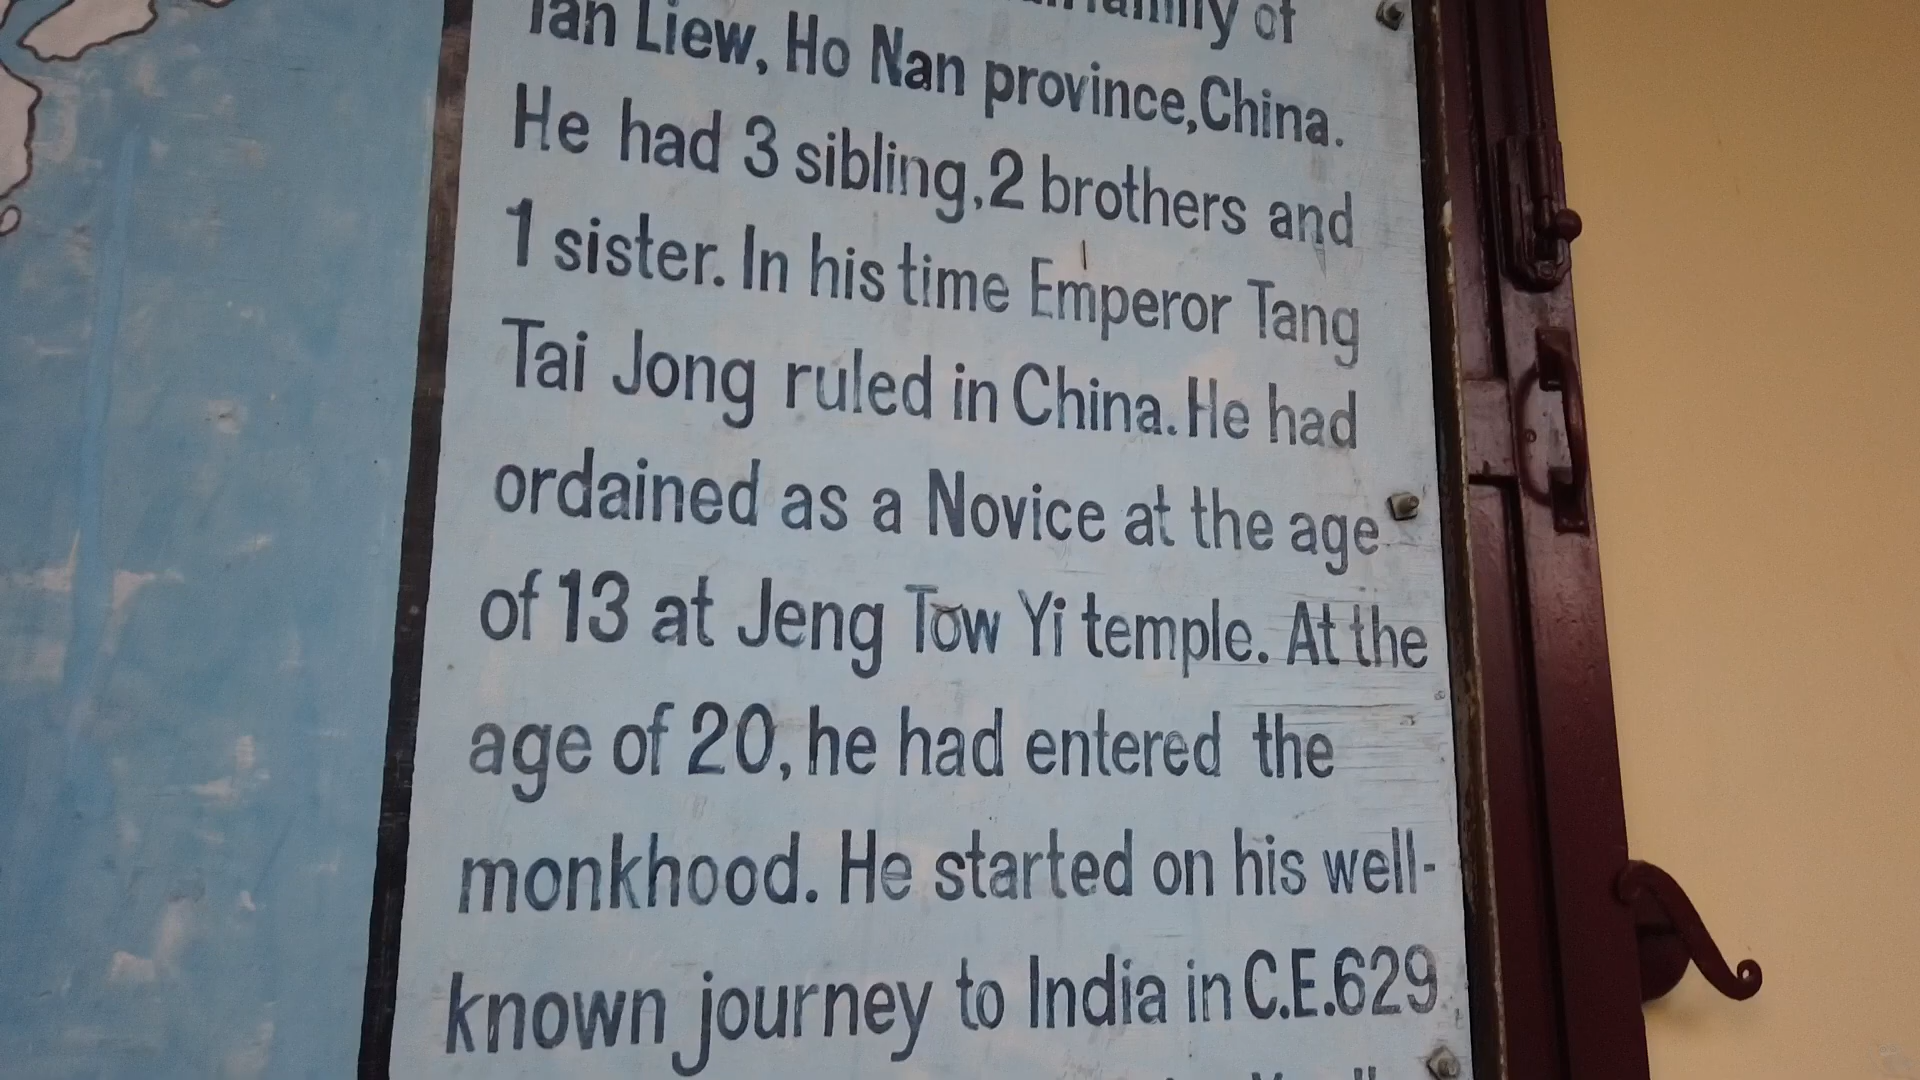 family of
Tan Liew, Ho Nan province,China.
He had 3 sibling,2 brothers and
1 sister. In his time Emperor Tang
Tai Jong ruled in China. He had
ordained as a Novice at the age
of 13 at Jeng Tow Yi temple. At the
age of 20, he had entered the
monkhood. He started on his well-
known journey to India in C.E.629